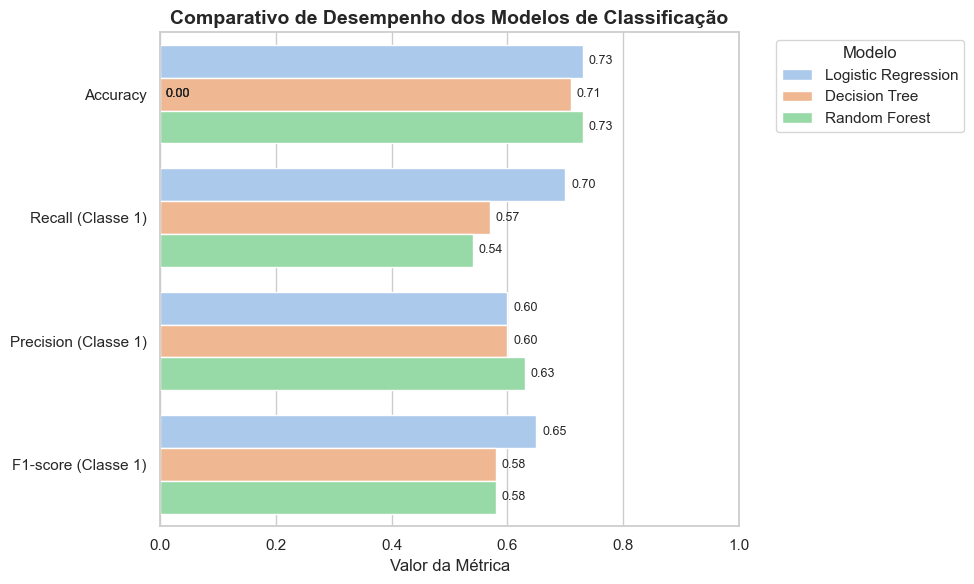 Comparativo de Desempenho dos Modelos de Classificação
Modelo
Logistic Regression
Decision Tree
Random Forest
Accuracy
0.73
0.00
0.71
0.73
Recall (Classe 1)
0.70
0.57
0.54
Precision (Classe 1)
0.60
0.60
0.63
F1-score (Classe 1)
0.65
0.58
0.58
0.0 0.2 0.4 0.6 0.8 1.0
Valor da Métrica